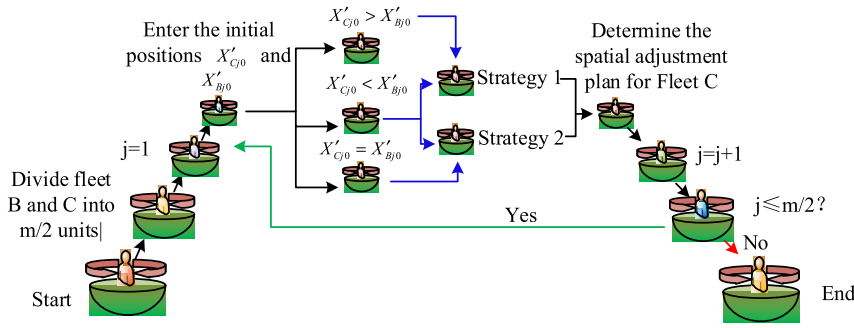 Enter the initial
positions X′Cj0 and
X′Bj0
X′Cj0 > X′Bj0
X′Cj0 < X′Bj0
X′Cj0 = X′Bj0
Strategy 1
Strategy 2
Determine the
spatial adjustment
plan for Fleet C
j=1
j=j+1
Divide fleet
B and C into
m/2 units|
j≤m/2?
Yes
No
Start
End